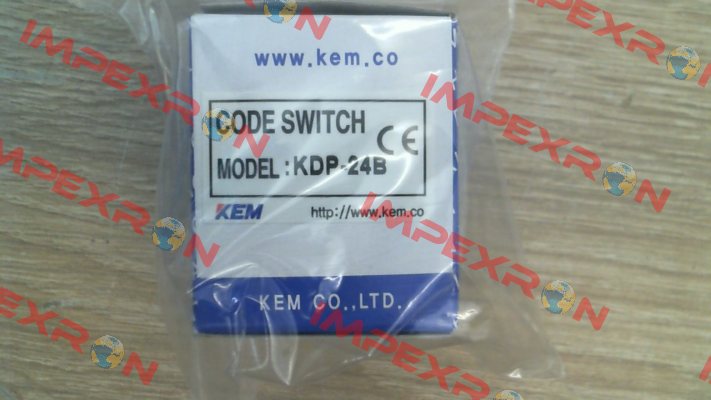 www.kem.co
CODE SWITCH
CE
MODEL : KDP-24B
KEM http://www.kem.co
KEM CO.,LTD.
IMPEXRON
IMPEXRON
IMPEXRON
IMPEXRON
IMPEXRON
IMPEXRON